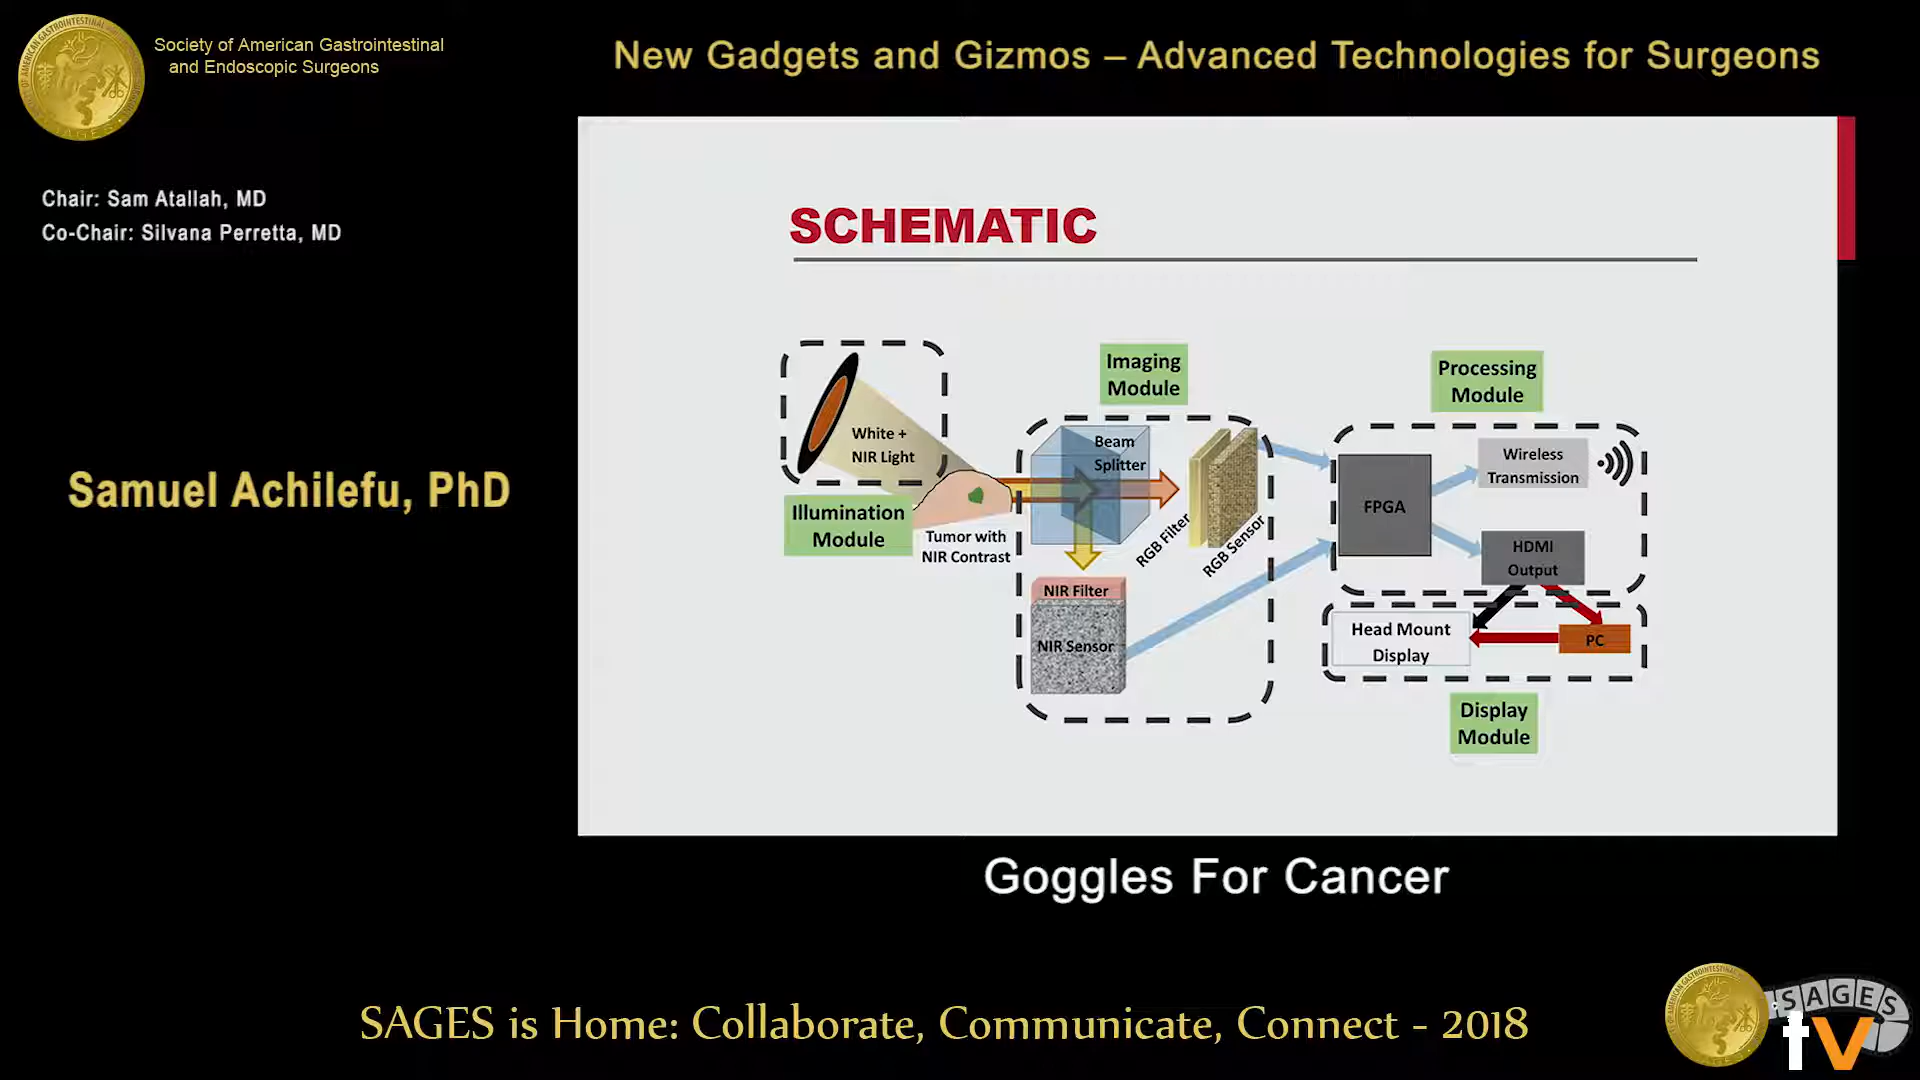 Society of American Gastrointestinal
and Endoscopic Surgeons
New Gadgets and Gizmos – Advanced Technologies for Surgeons
Chair: Sam Atallah, MD
Co-Chair: Silvana Perretta, MD
Samuel Achilefu, PhD
SCHEMATIC
White +
NIR Light
Illumination
Module
Tumor with
NIR Contrast
Imaging
Module
Beam
Splitter
RGB Filter
RGB Sensor
NIR Filter
NIR Sensor
Processing
Module
FPGA
Wireless
Transmission
HDMI
Output
Head Mount
Display
PC
Display
Module
Goggles For Cancer
SAGES is Home: Collaborate, Communicate, Connect - 2018
SAGES
tv